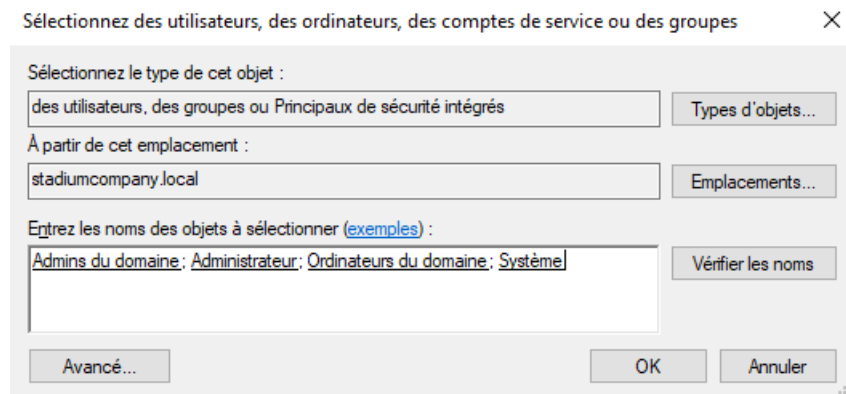 Sélectionnez des utilisateurs, des ordinateurs, des comptes de service ou des groupes
Sélectionnez le type de cet objet :
des utilisateurs, des groupes ou Principaux de sécurité intégrés
Types d'objets...
À partir de cet emplacement :
stadiumcompany.local
Emplacements...
Entrez les noms des objets à sélectionner (exemples) :
Admins du domaine; Administrateur; Ordinateurs du domaine; Système
Vérifier les noms
Avancé...
OK
Annuler